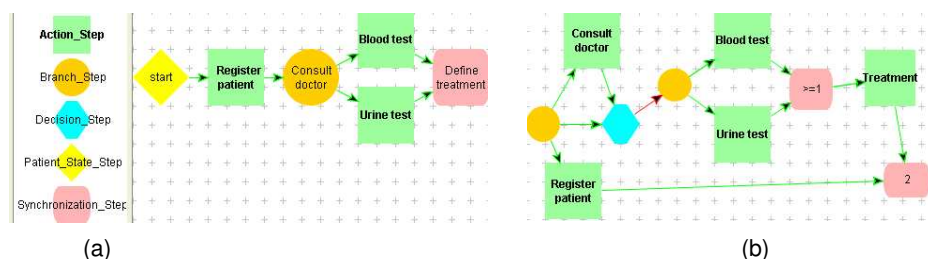 Action_Step
Branch_Step
Decision_Step
Patient_State_Step
Synchronization_Step
start
Register
patient
Consult
doctor
Blood test
Urine test
Define
treatment
(a)
Consult
doctor
Blood test
Urine test
>=1
Treatment
Register
patient
2
(b)